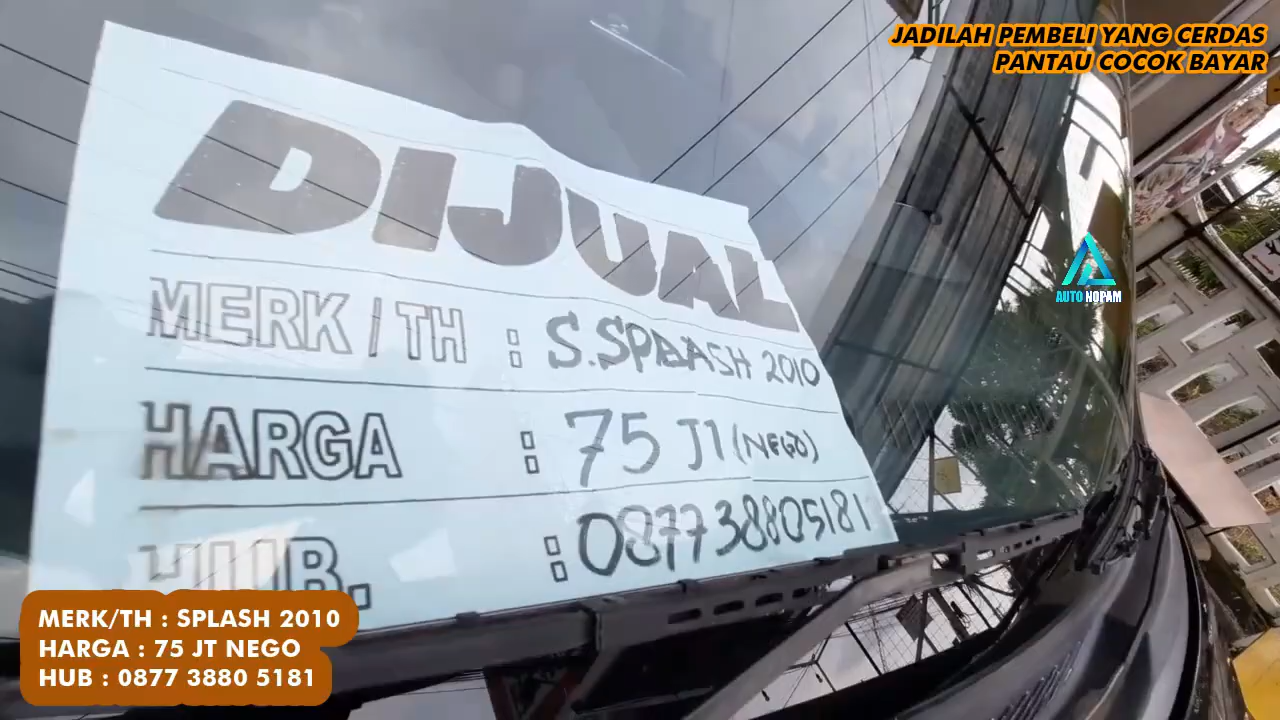 JADILAH PEMBELI YANG CERDAS
PANTAU COCOK BAYAR
DIJUAL
MERK / TH : S.SPLASH 2010
HARGA : 75 JT (NEGO)
HUB. : 087738805181
AUTO NOPAM
MERK/TH : SPLASH 2010
HARGA : 75 JT NEGO
HUB : 0877 3880 5181